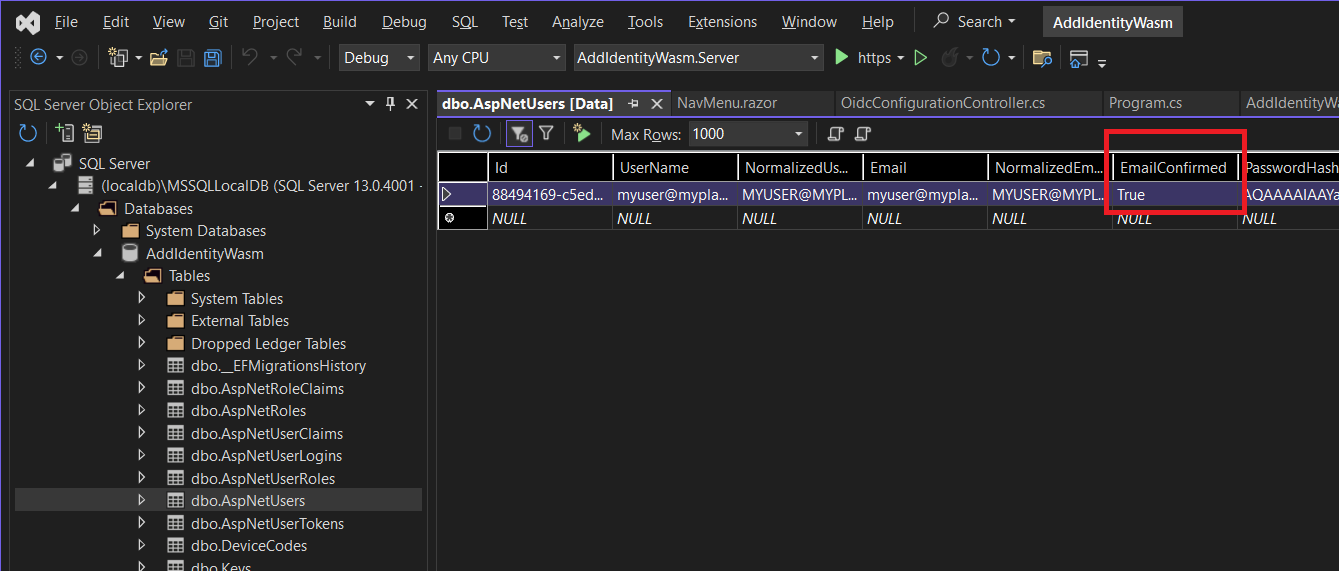 File Edit View Git Project Build Debug SQL Test Analyze Tools Extensions Window Help Search AddIdentityWasm
Debug Any CPU AddIdentityWasm.Server https
SQL Server Object Explorer
SQL Server
(localdb)\MSSQLLocalDB (SQL Server 13.0.4001 -
Databases
System Databases
AddIdentityWasm
Tables
System Tables
External Tables
Dropped Ledger Tables
dbo.__EFMigrationsHistory
dbo.AspNetRoleClaims
dbo.AspNetRoles
dbo.AspNetUserClaims
dbo.AspNetUserLogins
dbo.AspNetUserRoles
dbo.AspNetUsers
dbo.AspNetUserTokens
dbo.DeviceCodes
dbo.Keys
dbo.AspNetUsers [Data] NavMenu.razor OidcConfigurationController.cs Program.cs AddIdentityWa
Max Rows: 1000
Id UserName NormalizedUs... Email NormalizedEm... EmailConfirmed PasswordHash
88494169-c5ed... myuser@mypla... MYUSER@MYPL... myuser@mypla... MYUSER@MYPL... True AQAAAAIAAYa
NULL NULL NULL NULL NULL NULL NULL